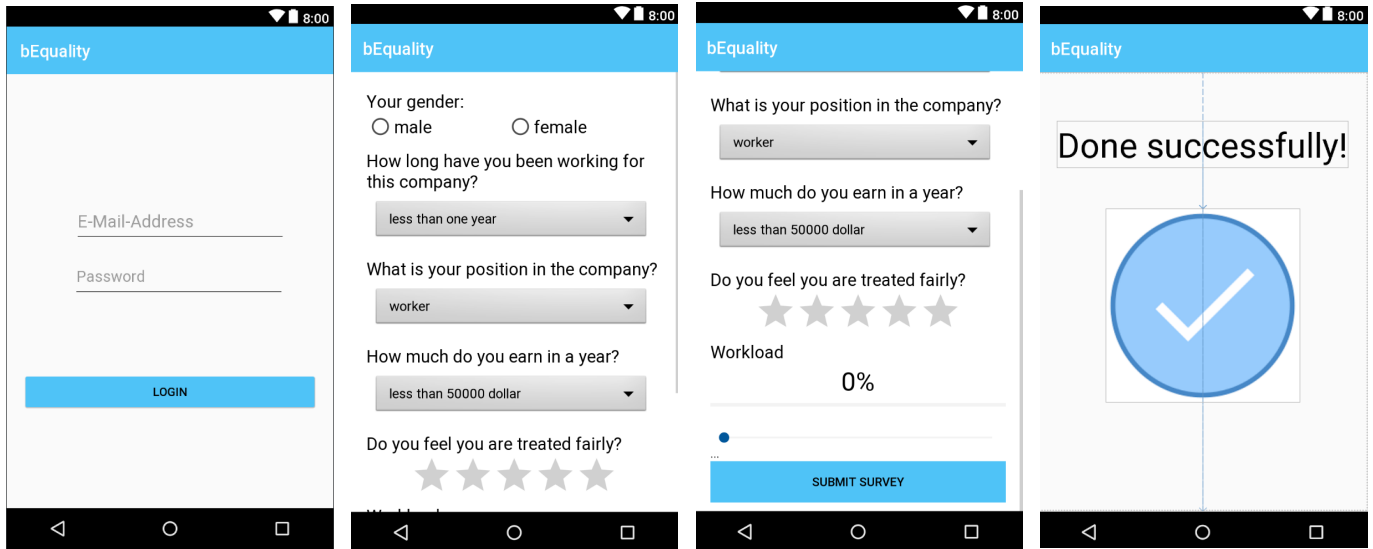 8:00
bEquality
E-Mail-Address
Password
LOGIN
8:00
bEquality
Your gender:
male female
How long have you been working for
this company?
less than one year
What is your position in the company?
worker
How much do you earn in a year?
less than 50000 dollar
Do you feel you are treated fairly?
8:00
bEquality
What is your position in the company?
worker
How much do you earn in a year?
less than 50000 dollar
Do you feel you are treated fairly?
Workload
0%
...
SUBMIT SURVEY
8:00
bEquality
Done successfully!